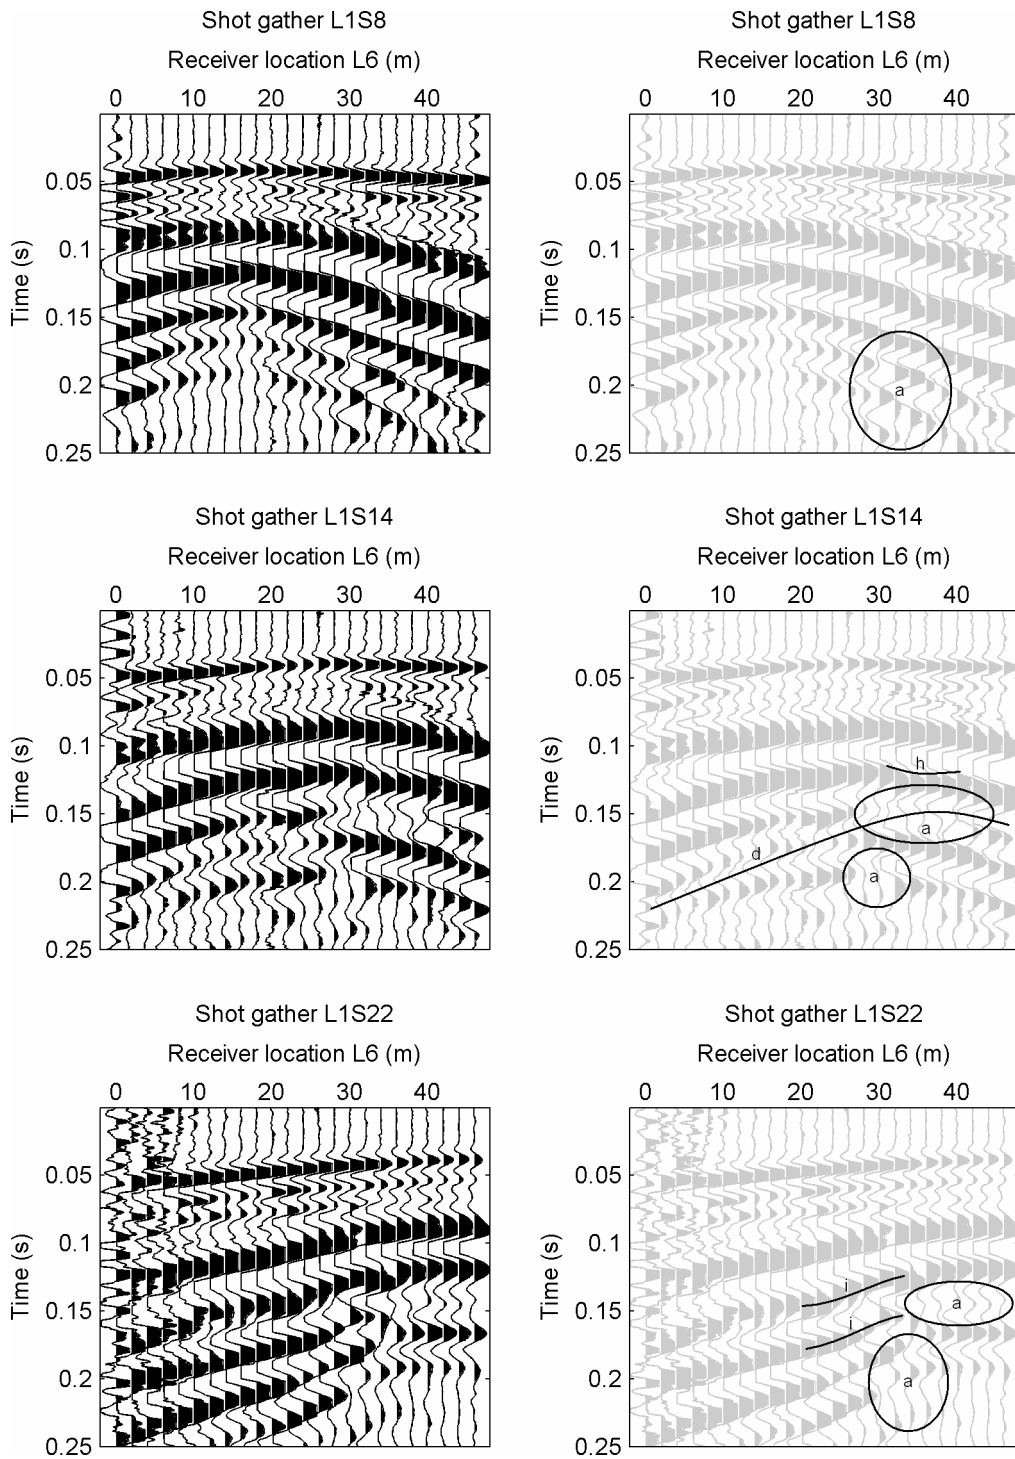 Shot gather L1S8
Receiver location L6 (m)
0 10 20 30 40
Time (s)
0.05
0.1
0.15
0.2
0.25
Shot gather L1S8
Receiver location L6 (m)
0 10 20 30 40
Time (s)
0.05
0.1
0.15
0.2
0.25
a
Shot gather L1S14
Receiver location L6 (m)
0 10 20 30 40
Time (s)
0.05
0.1
0.15
0.2
0.25
Shot gather L1S14
Receiver location L6 (m)
0 10 20 30 40
Time (s)
0.05
0.1
0.15
0.2
0.25
h
a
d
a
Shot gather L1S22
Receiver location L6 (m)
0 10 20 30 40
Time (s)
0.05
0.1
0.15
0.2
0.25
Shot gather L1S22
Receiver location L6 (m)
0 10 20 30 40
Time (s)
0.05
0.1
0.15
0.2
0.25
i
a
i
a